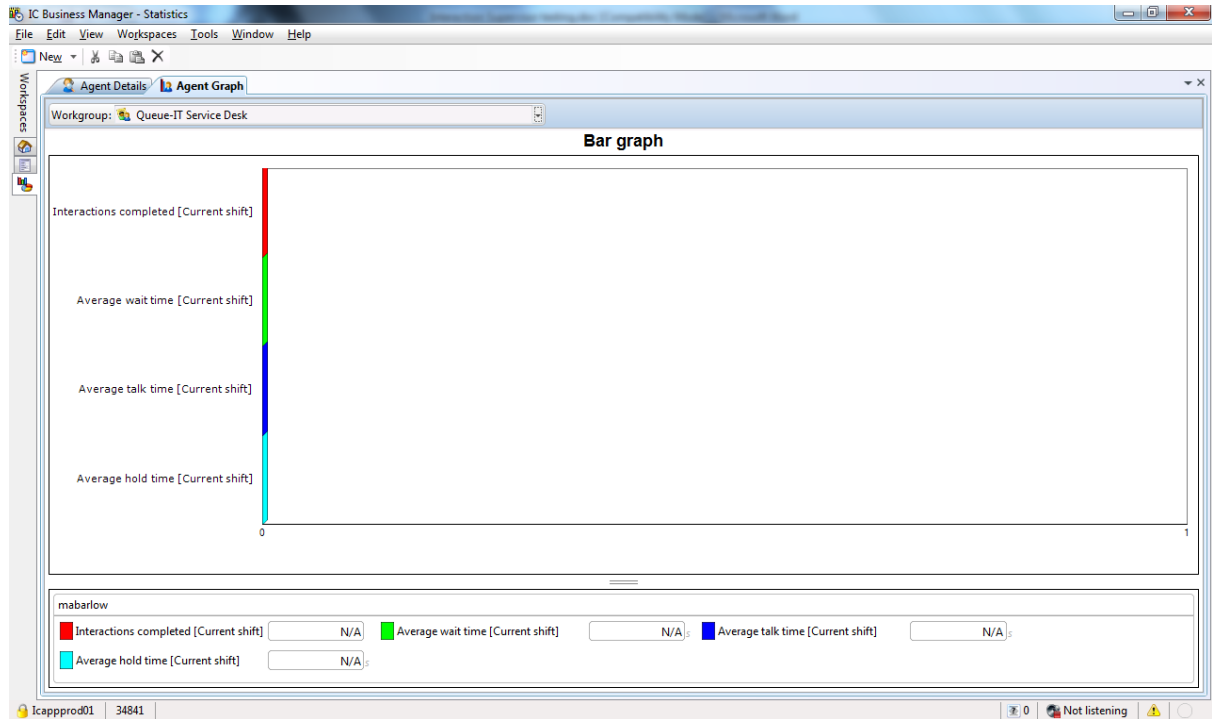 IC Business Manager - Statistics
File Edit View Workspaces Tools Window Help
New
Workspaces
Agent Details Agent Graph
Workgroup: Queue-IT Service Desk
Bar graph
Interactions completed [Current shift]
Average wait time [Current shift]
Average talk time [Current shift]
Average hold time [Current shift]
0 1
mabarlow
Interactions completed [Current shift] N/A Average wait time [Current shift] N/A s Average talk time [Current shift] N/A s
Average hold time [Current shift] N/A s
Icappprod01 34841 0 Not listening